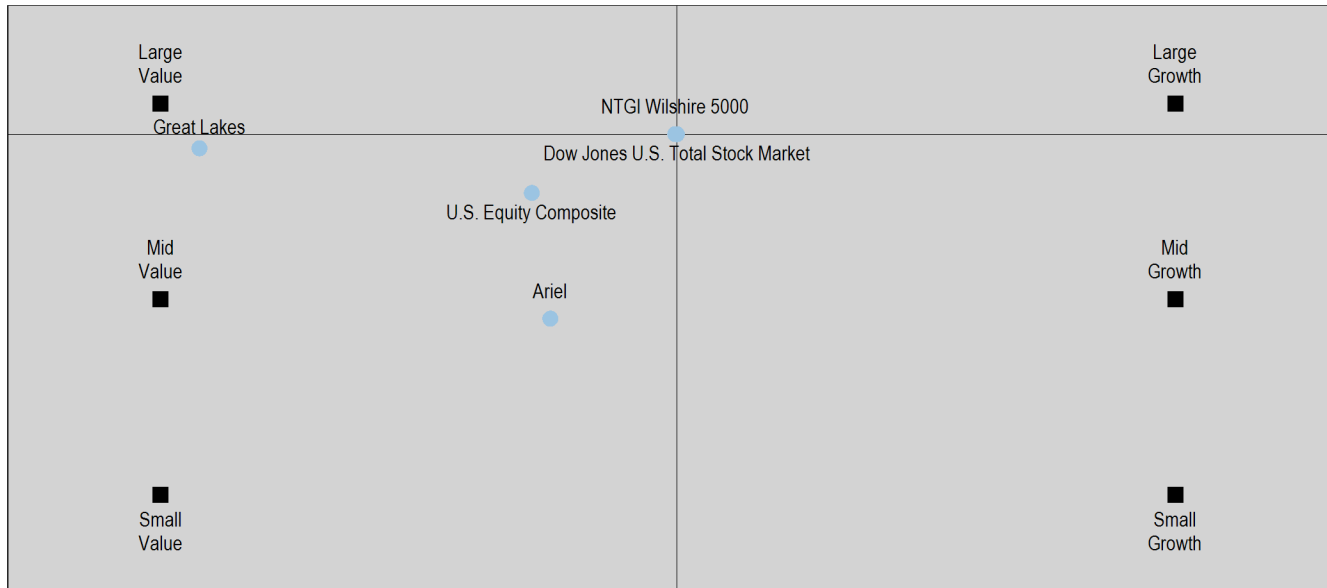 Large
Value
Large
Growth
NTGI Wilshire 5000
Great Lakes
Dow Jones U.S. Total Stock Market
U.S. Equity Composite
Mid
Value
Mid
Growth
Ariel
Small
Value
Small
Growth